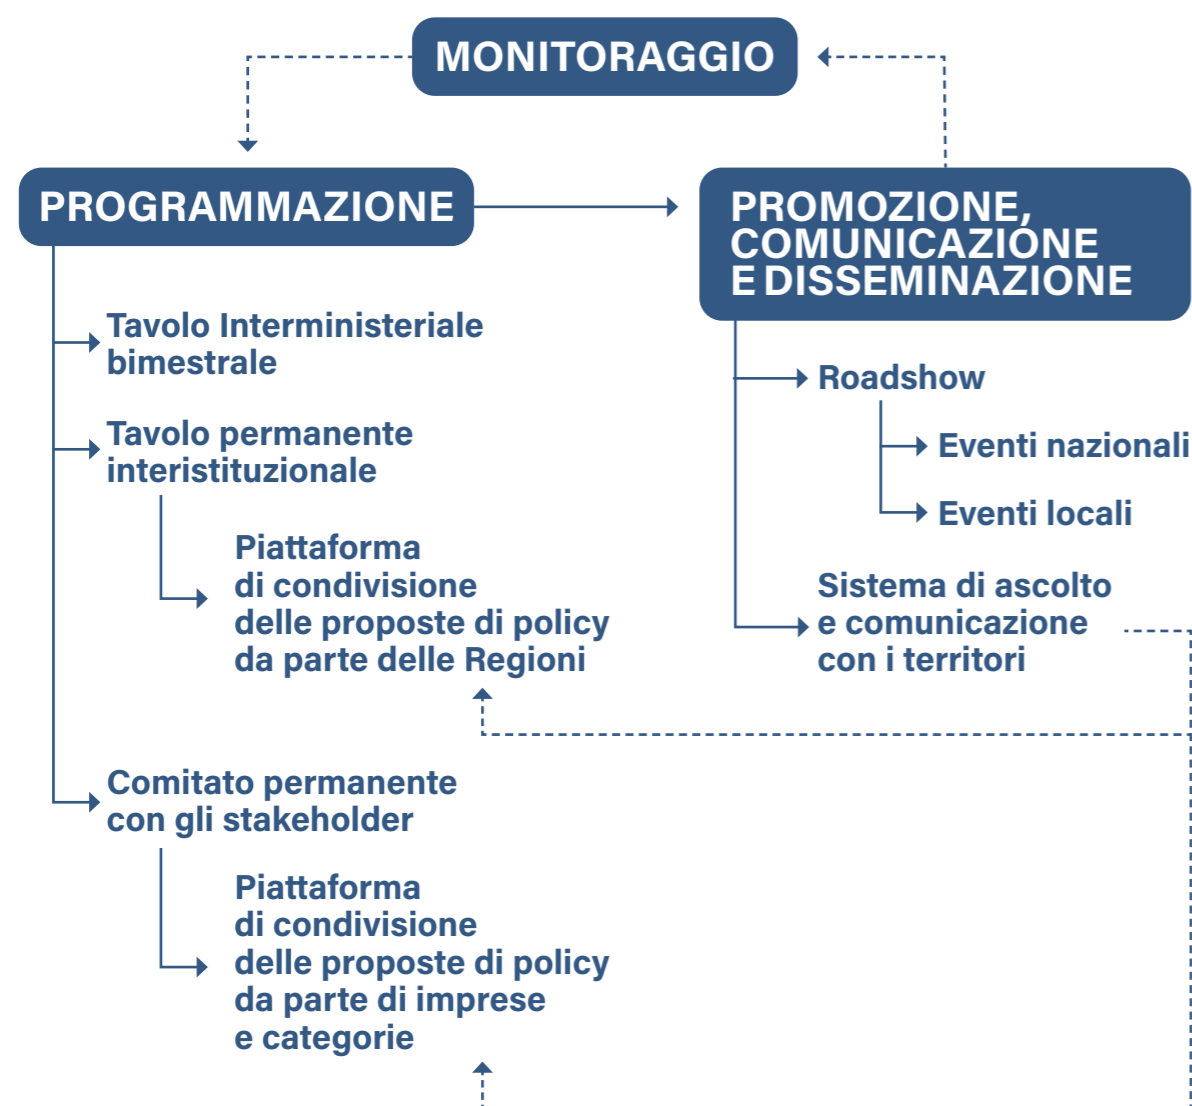 MONITORAGGIO
PROGRAMMAZIONE
Tavolo Interministeriale
bimestrale
Tavolo permanente
interistituzionale
Piattaforma
di condivisione
delle proposte di policy
da parte delle Regioni
Comitato permanente
con gli stakeholder
Piattaforma
di condivisione
delle proposte di policy
da parte di imprese
e categorie
PROMOZIONE,
COMUNICAZIONE
E DISSEMINAZIONE
Roadshow
Eventi nazionali
Eventi locali
Sistema di ascolto
e comunicazione
con i territori